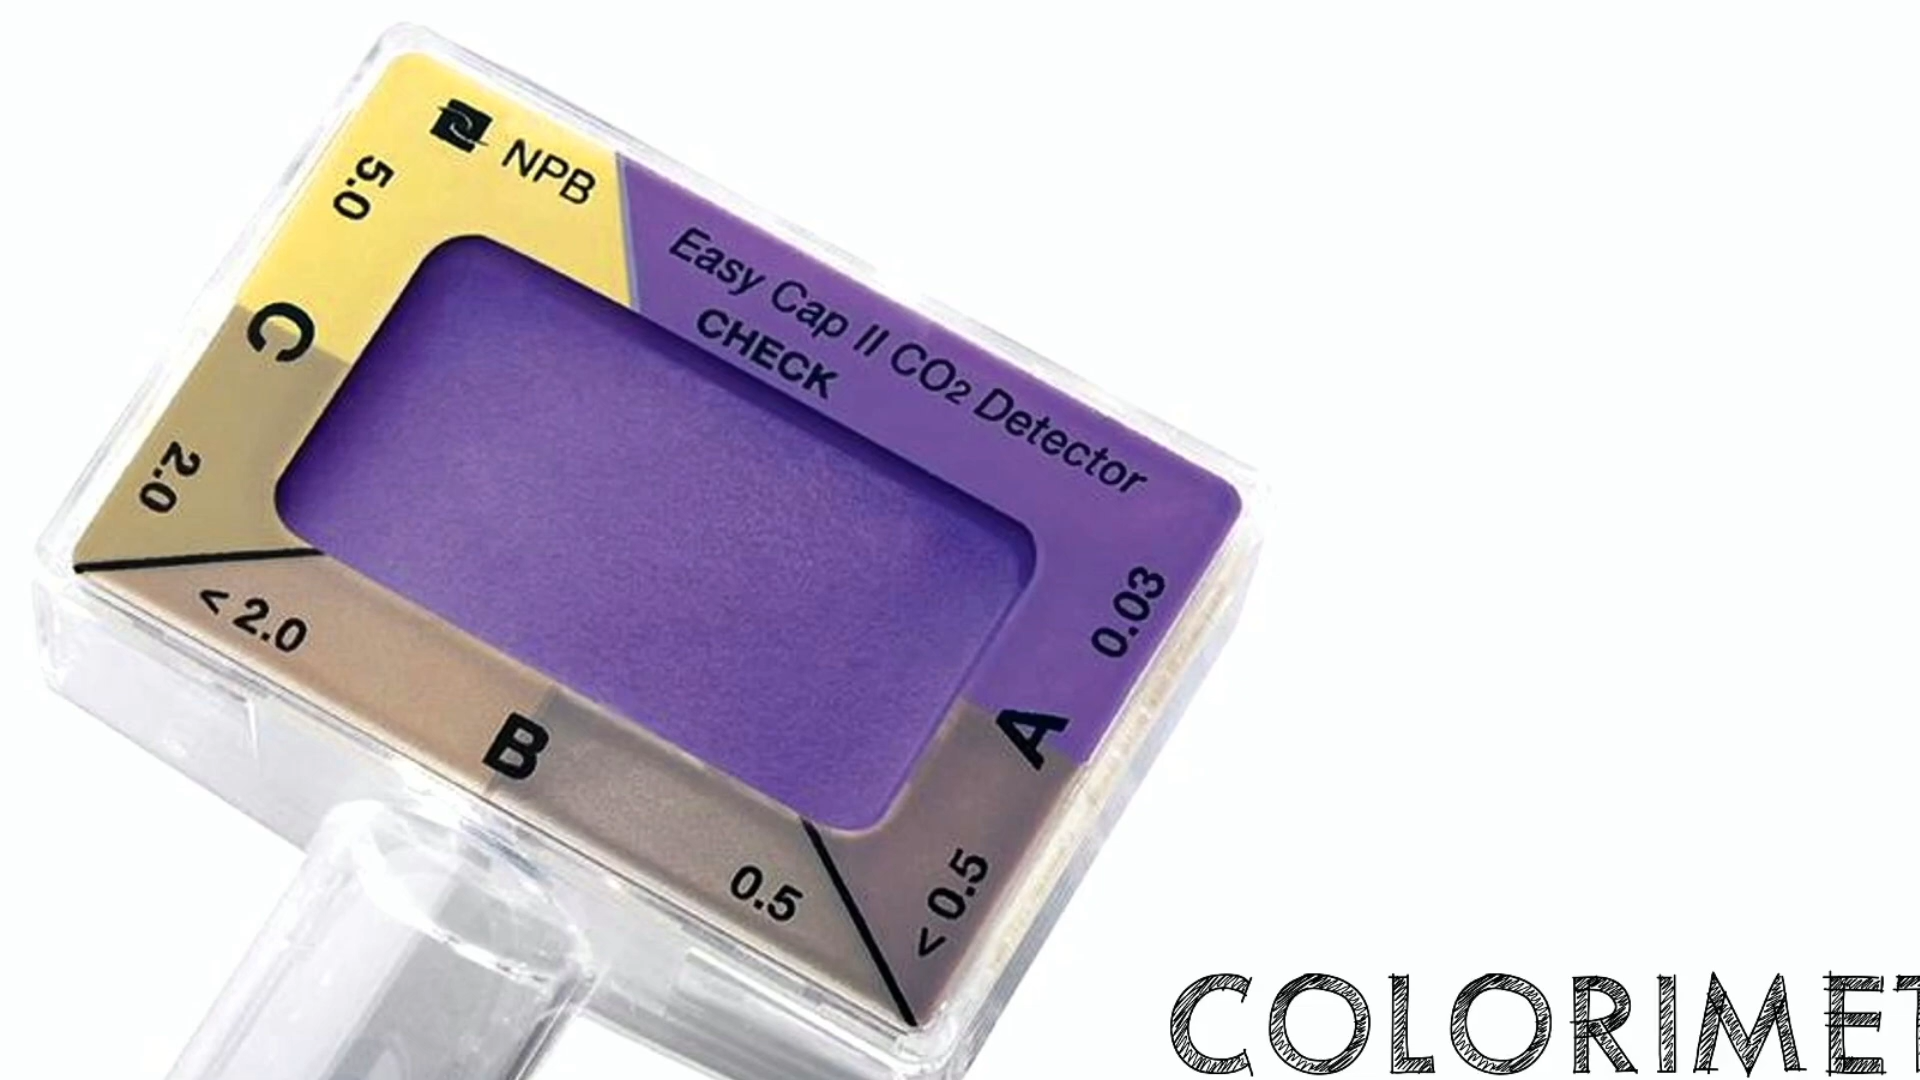 NPB
Easy Cap II CO2 Detector
CHECK
5.0
C
2.0
< 2.0
B
0.5
< 0.5
A
0.03
COLORIMET